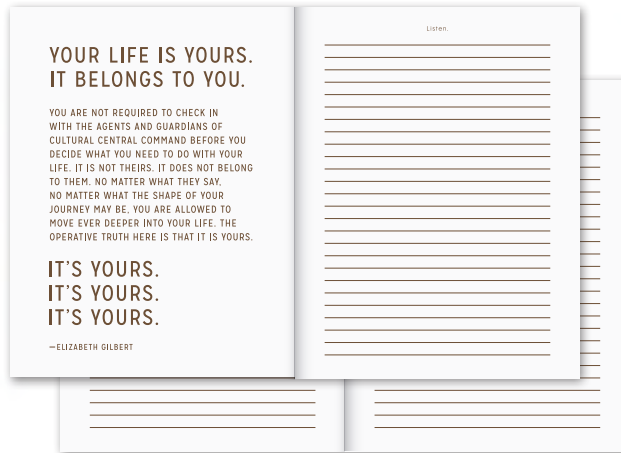 YOUR LIFE IS YOURS.
IT BELONGS TO YOU.
YOU ARE NOT REQUIRED TO CHECK IN
WITH THE AGENTS AND GUARDIANS OF
CULTURAL CENTRAL COMMAND BEFORE YOU
DECIDE WHAT YOU NEED TO DO WITH YOUR
LIFE. IT IS NOT THEIRS. IT DOES NOT BELONG
TO THEM. NO MATTER WHAT THEY SAY,
NO MATTER WHAT THE SHAPE OF YOUR
JOURNEY MAY BE, YOU ARE ALLOWED TO
MOVE EVER DEEPER INTO YOUR LIFE. THE
OPERATIVE TRUTH HERE IS THAT IT IS YOURS.
IT'S YOURS.
IT'S YOURS.
IT'S YOURS.
—ELIZABETH GILBERT
Listen.